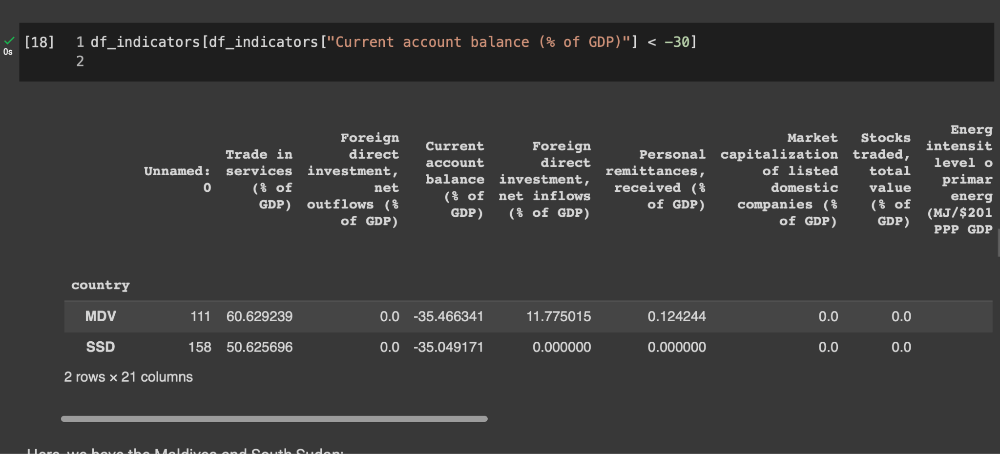 [18] 1 df_indicators[df_indicators["Current account balance (% of GDP)"] < -30]
0s
2
Unnamed: 0
Trade in services (% of GDP)
Foreign direct investment, net outflows (% of GDP)
Current account balance (% of GDP)
Foreign direct investment, net inflows (% of GDP)
Personal remittances, received (% of GDP)
Market capitalization of listed domestic companies (% of GDP)
Stocks traded, total value (% of GDP)
Energ
intensit
level o
primar
energ
(MJ/$201
PPP GDP
country
MDV 111 60.629239 0.0 -35.466341 11.775015 0.124244 0.0 0.0
SSD 158 50.625696 0.0 -35.049171 0.000000 0.000000 0.0 0.0
2 rows × 21 columns
Here, we have the Maldives and South Sudan: